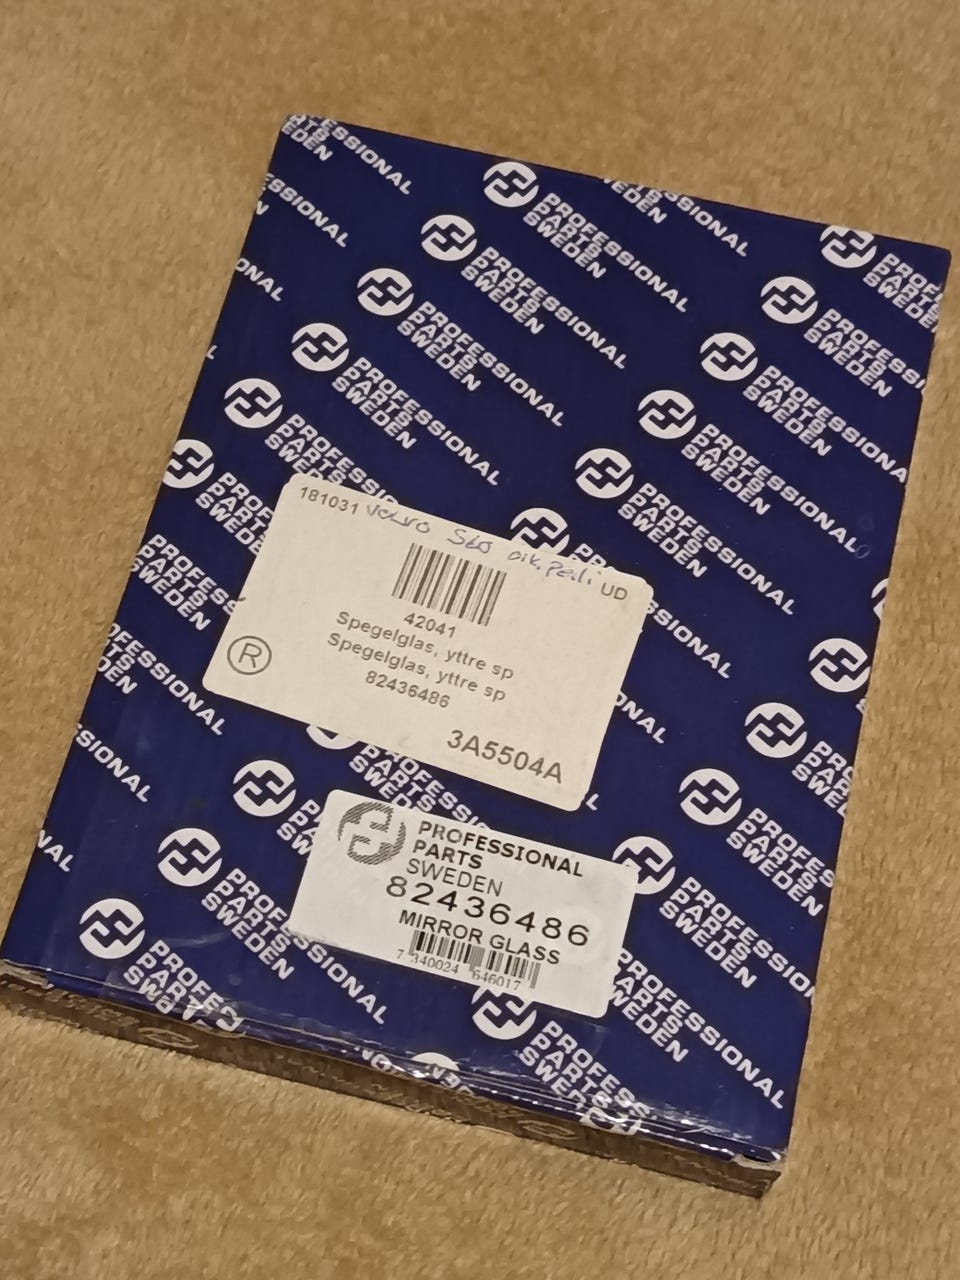 PROFESSIONAL
PARTS
SWEDEN
181031 Volvo S60 oik. peili UD
42041
Spegelglas, yttre sp
Spegelglas, yttre sp
82436486
R
3A5504A
PROFESSIONAL
PARTS
SWEDEN
82436486
MIRROR GLASS
7 340024 646017